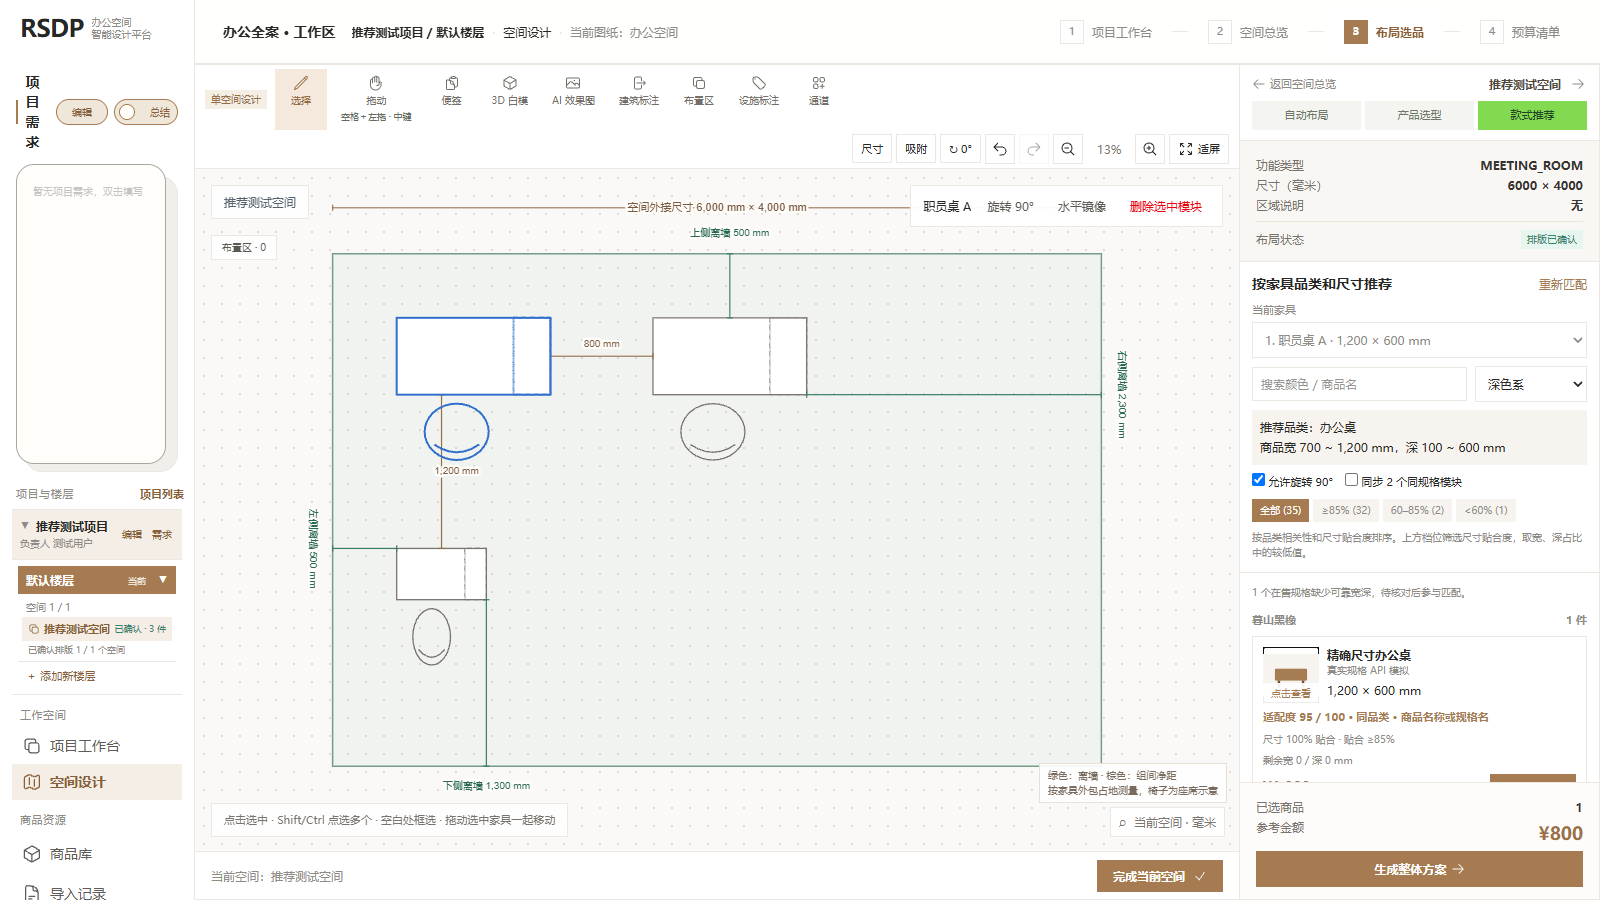 RSDP
办公空间
智能设计平台
办公全案 • 工作区
推荐测试项目 / 默认楼层 · 空间设计 · 当前图纸：办公空间
1 项目工作台
2 空间总览
3 布局选品
4 预算清单
项目需求
编辑
总结
暂无项目需求，双击填写
项目与楼层
项目列表
推荐测试项目
负责人 测试用户
编辑
需求
默认楼层
当前
空间 1 / 1
推荐测试空间
已确认 · 3 件
已确认排版 1 / 1 个空间
+ 添加新楼层
工作空间
项目工作台
空间设计
商品资源
商品库
导入记录
单空间设计
选择
拖动
空格 + 左拖 · 中键
便签
3D 白模
AI 效果图
建筑标注
布置区
设施标注
通道
尺寸
吸附
↻ 0°
13%
适屏
推荐测试空间
布置区 · 0
空间外接尺寸 6,000 mm × 4,000 mm
职员桌 A
旋转 90°
水平镜像
删除选中模块
上侧离墙 500 mm
800 mm
右侧离墙 2,300 mm
1,200 mm
左侧离墙 500 mm
下侧离墙 1,300 mm
绿色：离墙 · 棕色：组间净距
按家具外包占地测量，椅子为座席示意
点击选中 · Shift/Ctrl 点选多个 · 空白处框选 · 拖动选中家具一起移动
当前空间 · 毫米
当前空间：推荐测试空间
完成当前空间 ✓
← 返回空间总览
推荐测试空间 →
自动布局
产品选型
款式推荐
功能类型
MEETING_ROOM
尺寸（毫米）
6000 × 4000
区域说明
无
布局状态
排版已确认
按家具品类和尺寸推荐
重新匹配
当前家具
1. 职员桌 A · 1,200 × 600 mm
搜索颜色 / 商品名
深色系
推荐品类：办公桌
商品宽 700 ~ 1,200 mm，深 100 ~ 600 mm
允许旋转 90°
同步 2 个同规格模块
全部 (35)
≥85% (32)
60–85% (2)
<60% (1)
按品类相关性和尺寸贴合度排序。上方档位筛选尺寸贴合度，取宽、深占比中的较低值。
1 个在售规格缺少可靠宽深，待核对后参与匹配。
暮山黑橡
1 件
点击查看
精确尺寸办公桌
真实规格 API 模拟
1,200 × 600 mm
适配度 95 / 100 • 同品类 • 商品名称或规格名
尺寸 100% 贴合 · 贴合 ≥85%
剩余宽 0 / 深 0 mm
已选商品
1
参考金额
¥800
生成整体方案 →